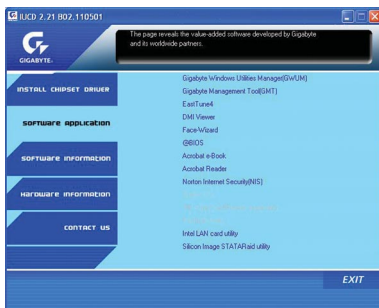 IUCD 2.21 B02.110501
The page reveals the value-added software developed by Gigabyte
and its worldwide partners.
GIGABYTE
INSTALL CHIPSET DRIVER
SOFTWARE APPLICATION
SOFTWARE INFORMATION
HARDWARE INFORMATION
CONTACT US
Gigabyte Windows Utilities Manager(GWUM)
Gigabyte Management Tool(GMT)
EasyTune4
DMI Viewer
Face-Wizard
@BIOS
Acrobat e-Book
Acrobat Reader
Norton Internet Security(NIS)
Intel LAN card utility
Silicon Image STATARaid utility
EXIT